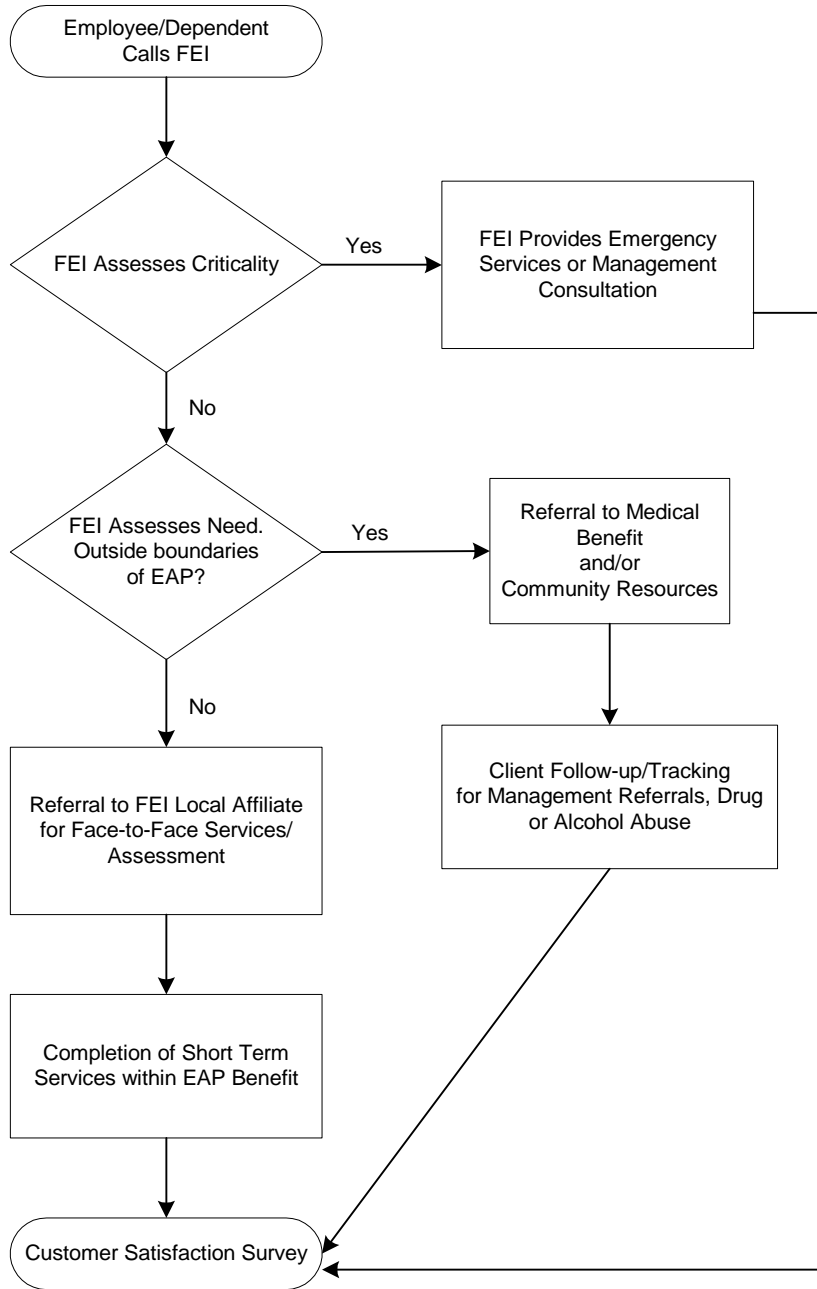 Employee/Dependent
Calls FEI
FEI Assesses Criticality
Yes
FEI Provides Emergency
Services or Management
Consultation
No
FEI Assesses Need.
Outside boundaries
of EAP?
Yes
Referral to Medical
Benefit
and/or
Community Resources
No
Referral to FEI Local Affiliate
for Face-to-Face Services/
Assessment
Client Follow-up/Tracking
for Management Referrals, Drug
or Alcohol Abuse
Completion of Short Term
Services within EAP Benefit
Customer Satisfaction Survey